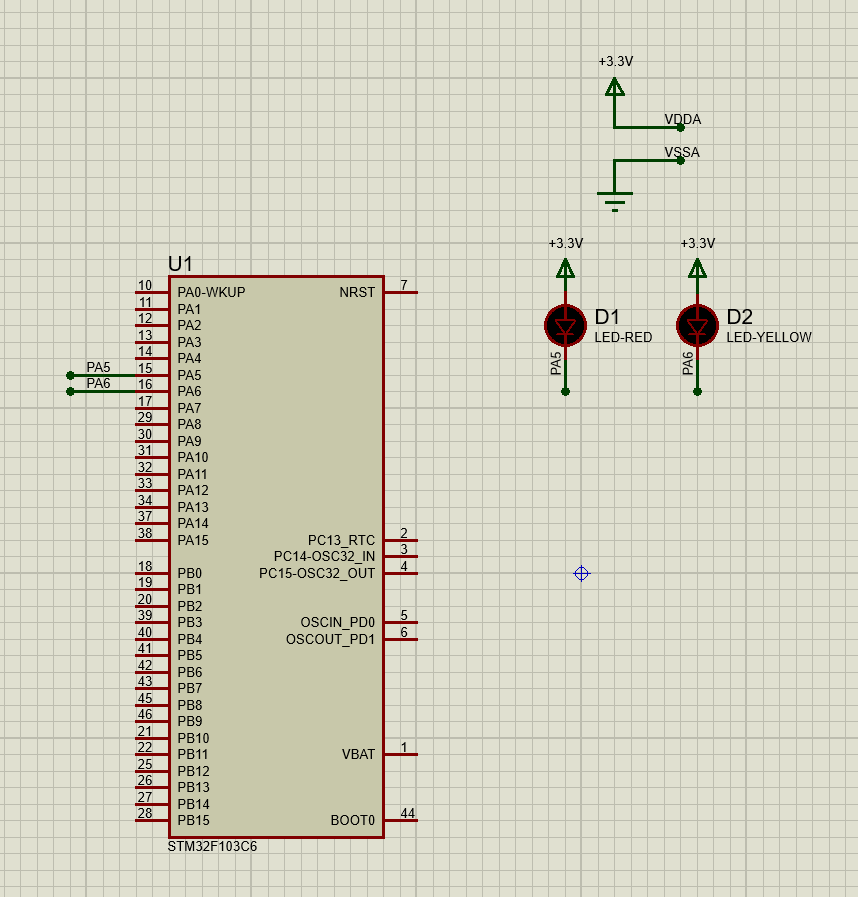 +3.3V
VDDA
VSSA
+3.3V +3.3V
U1
D1 D2
LED-RED LED-YELLOW
PA5 PA6
10 PA0-WKUP NRST 7
11 PA1
12 PA2
13 PA3
14 PA4
PA5 15 PA5
PA6 16 PA6
17 PA7
29 PA8
30 PA9
31 PA10
32 PA11
33 PA12
34 PA13
37 PA14
38 PA15 PC13_RTC 2
PC14-OSC32_IN 3
18 PB0 PC15-OSC32_OUT 4
19 PB1
20 PB2
39 PB3 OSCIN_PD0 5
40 PB4 OSCOUT_PD1 6
41 PB5
42 PB6
43 PB7
45 PB8
46 PB9
21 PB10
22 PB11 VBAT 1
25 PB12
26 PB13
27 PB14
28 PB15 BOOT0 44
STM32F103C6